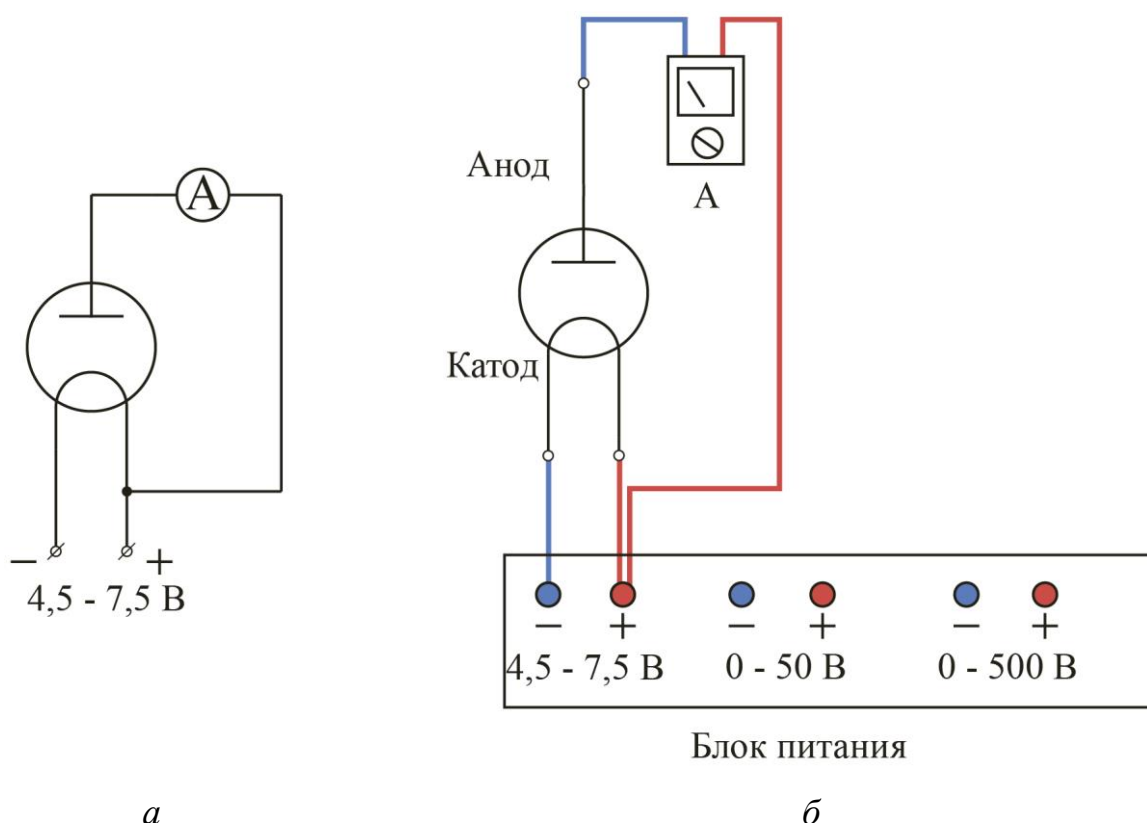 А
− +
4,5 - 7,5 В
Анод
А
Катод
− + − + − +
4,5 - 7,5 В 0 - 50 В 0 - 500 В
Блок питания
а б